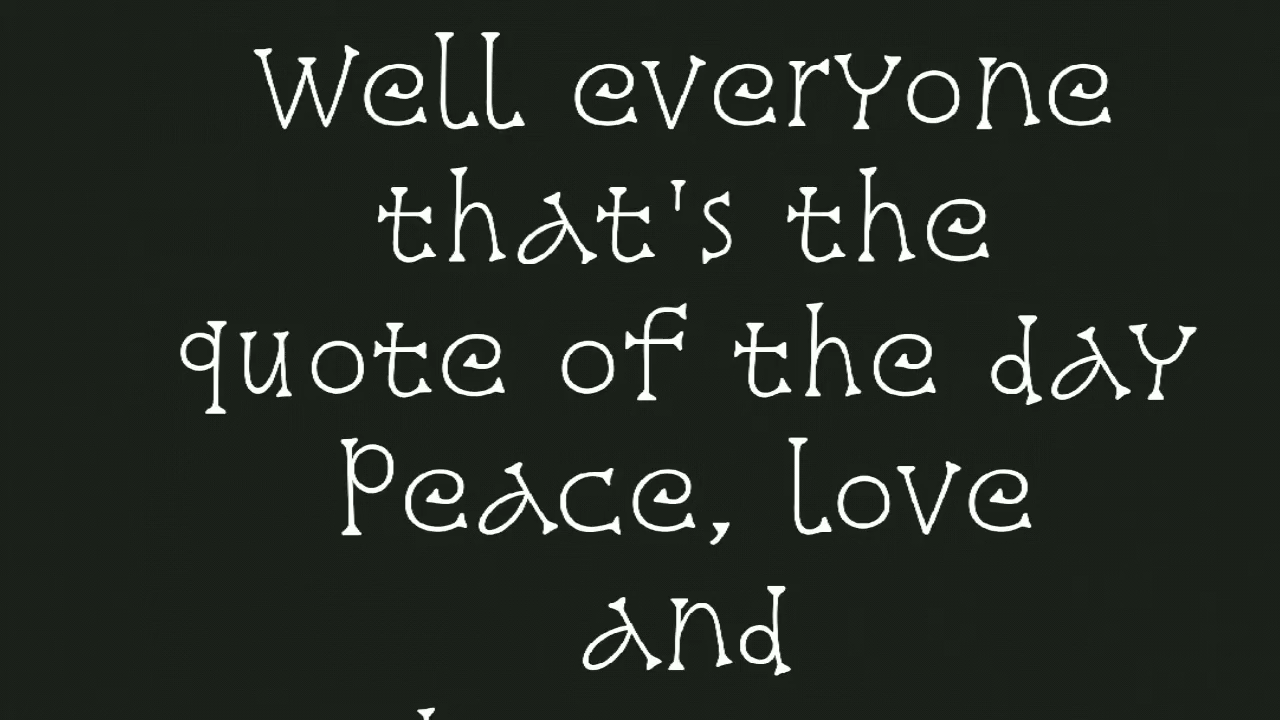 Well everyone
that's the
quote of the day
Peace, love
and